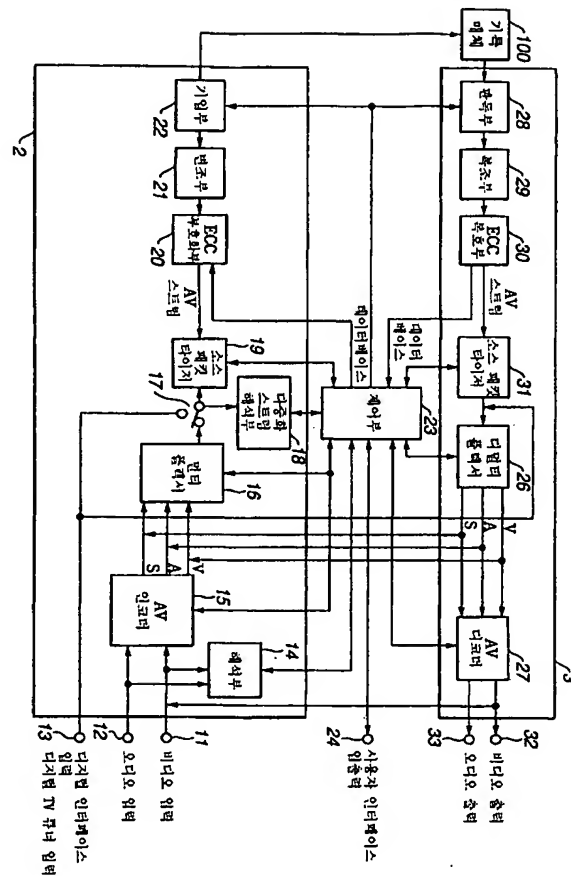 100
기록
매체
28
판독부
29
복조부
30
ECC
복호부
AV
스트림
소스
패킷
타이저
31
디멀티
플렉서
26
S
A
V
AV
디코더
27
3
32
비디오 출력
33
오디오 출력
데이터
베이스
데이터베이스
제어부
23
24
사용자 인터페이스
입출력
2
기입부
22
변조부
21
ECC
부호화부
20
AV
스트림
소스
패킷
타이저
19
17
다중화
스트림
해석부
18
멀티
플렉서
16
S
A
V
AV
인코더
15
해석부
14
11
비디오 입력
12
오디오 입력
13
디지털 인터페이스
입력
디지털 TV 튜너 입력